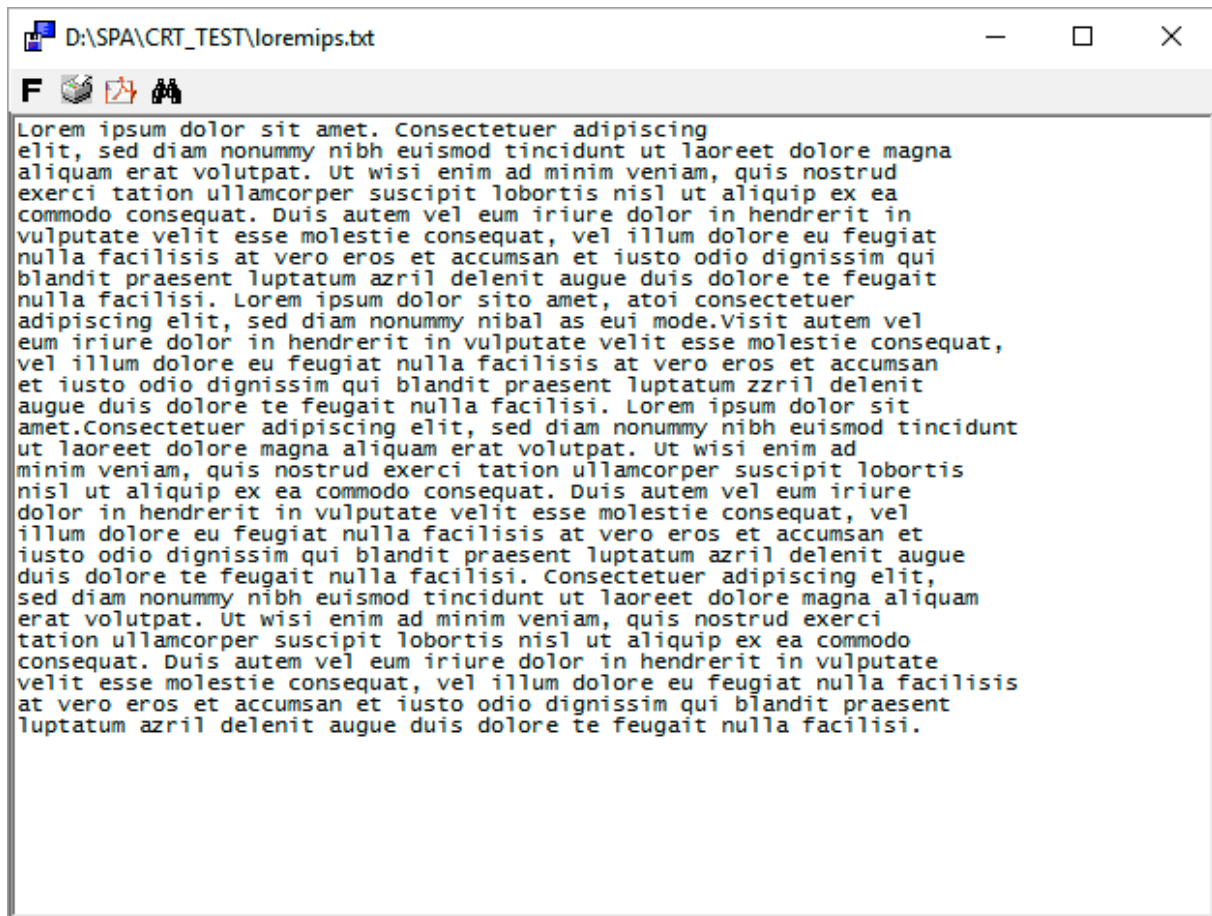 D:\SPA\CRT_TEST\loremips.txt
F
Lorem ipsum dolor sit amet. Consectetuer adipiscing
elit, sed diam nonummy nibh euismod tincidunt ut laoreet dolore magna
aliquam erat volutpat. Ut wisi enim ad minim veniam, quis nostrud
exerci tation ullamcorper suscipit lobortis nisl ut aliquip ex ea
commodo consequat. Duis autem vel eum iriure dolor in hendrerit in
vulputate velit esse molestie consequat, vel illum dolore eu feugiat
nulla facilisis at vero eros et accumsan et iusto odio dignissim qui
blandit praesent luptatum azril delenit augue duis dolore te feugait
nulla facilisi. Lorem ipsum dolor sito amet, atoi consectetuer
adipiscing elit, sed diam nonummy nibal as eui mode.Visit autem vel
eum iriure dolor in hendrerit in vulputate velit esse molestie consequat,
vel illum dolore eu feugiat nulla facilisis at vero eros et accumsan
et iusto odio dignissim qui blandit praesent luptatum zzril delenit
augue duis dolore te feugait nulla facilisi. Lorem ipsum dolor sit
amet.Consectetuer adipiscing elit, sed diam nonummy nibh euismod tincidunt
ut laoreet dolore magna aliquam erat volutpat. Ut wisi enim ad
minim veniam, quis nostrud exerci tation ullamcorper suscipit lobortis
nisl ut aliquip ex ea commodo consequat. Duis autem vel eum iriure
dolor in hendrerit in vulputate velit esse molestie consequat, vel
illum dolore eu feugiat nulla facilisis at vero eros et accumsan et
iusto odio dignissim qui blandit praesent luptatum azril delenit augue
duis dolore te feugait nulla facilisi. Consectetuer adipiscing elit,
sed diam nonummy nibh euismod tincidunt ut laoreet dolore magna aliquam
erat volutpat. Ut wisi enim ad minim veniam, quis nostrud exerci
tation ullamcorper suscipit lobortis nisl ut aliquip ex ea commodo
consequat. Duis autem vel eum iriure dolor in hendrerit in vulputate
velit esse molestie consequat, vel illum dolore eu feugiat nulla facilisis
at vero eros et accumsan et iusto odio dignissim qui blandit praesent
luptatum azril delenit augue duis dolore te feugait nulla facilisi.